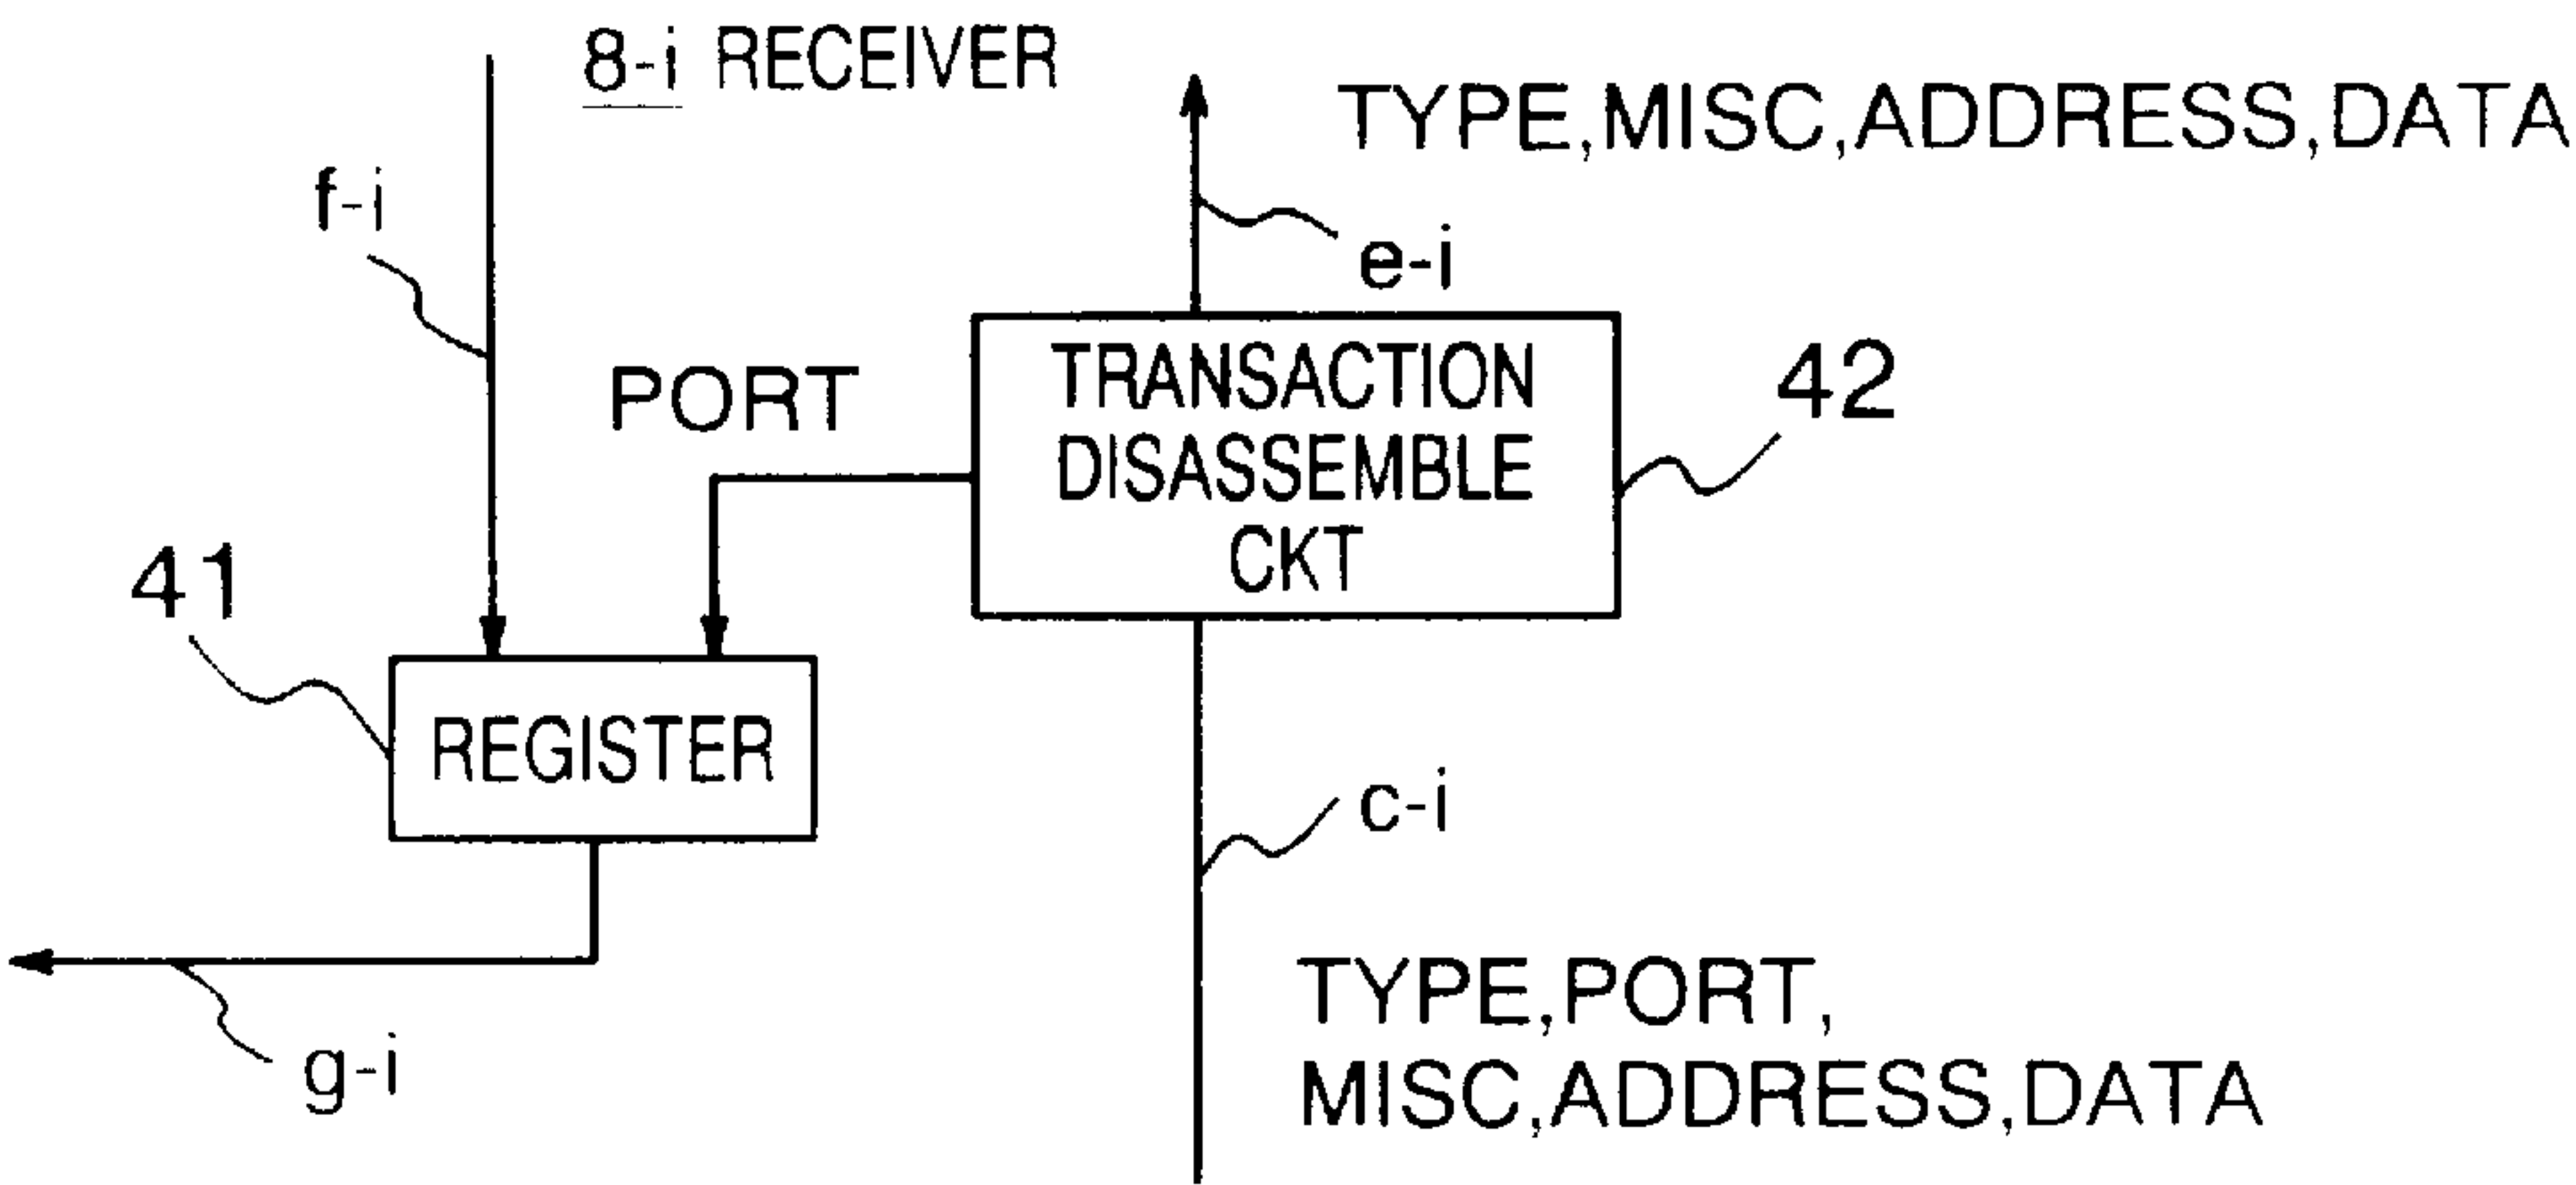 8-i RECEIVER
TYPE,MISC,ADDRESS,DATA
f-i
e-i
PORT
TRANSACTION
DISASSEMBLE
CKT
42
41
REGISTER
c-i
TYPE,PORT,
MISC,ADDRESS,DATA
g-i